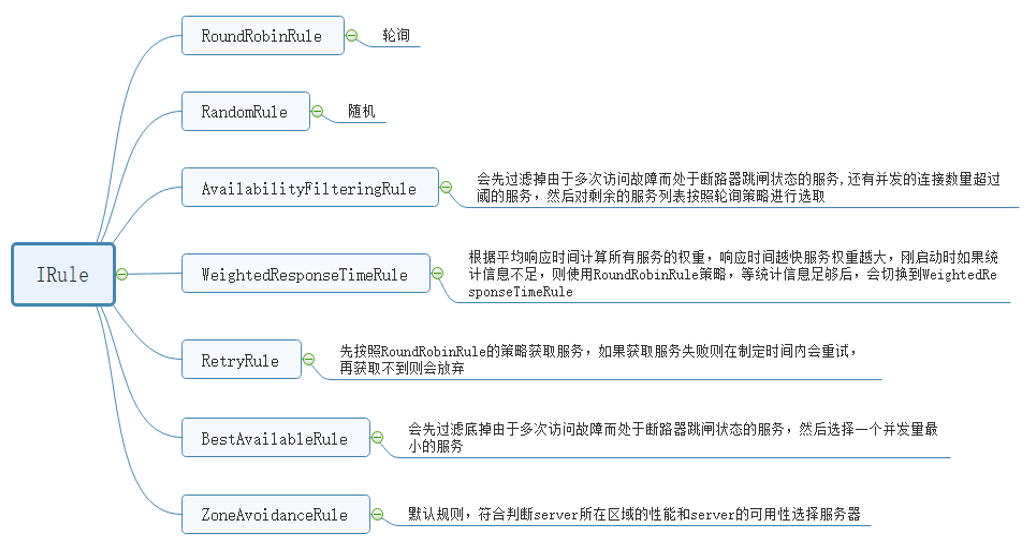 RoundRobinRule
轮询
RandomRule
随机
AvailabilityFilteringRule
会先过滤掉由于多次访问故障而处于断路器跳闸状态的服务,还有并发的连接数量超过
阈的服务，然后对剩余的服务列表按照轮询策略进行选取
IRule
WeightedResponseTimeRule
根据平均响应时间计算所有服务的权重，响应时间越快服务权重越大，刚启动时如果统
计信息不足，则使用RoundRobinRule策略，等统计信息足够后，会切换到WeightedRe
sponseTimeRule
RetryRule
先按照RoundRobinRule的策略获取服务，如果获取服务失败则在制定时间内会重试，
再获取不到则会放弃
BestAvailableRule
会先过滤底掉由于多次访问故障而处于断路器跳闸状态的服务，然后选择一个并发量最
小的服务
ZoneAvoidanceRule
默认规则，符合判断server所在区域的性能和server的可用性选择服务器